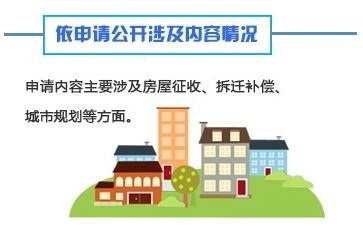 依申请公开涉及内容情况
申请内容主要涉及房屋征收、拆迁补偿、
城市规划等方面。